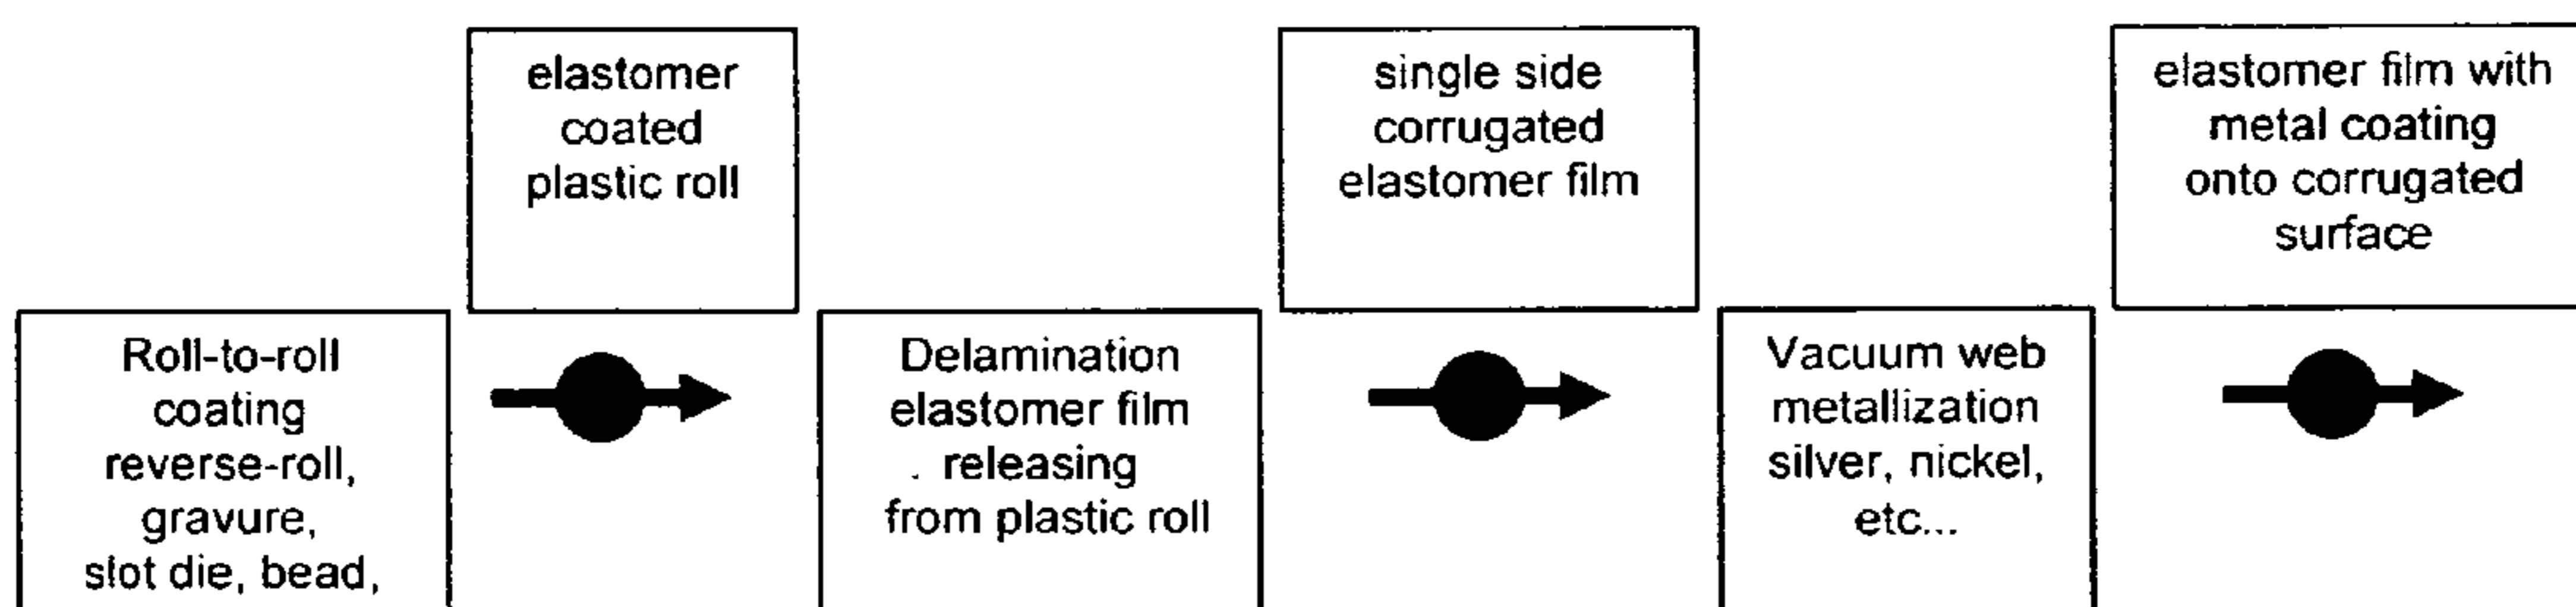 elastomer
coated
plastic roll
single side
corrugated
elastomer film
elastomer film with
metal coating
onto corrugated
surface
Roll-to-roll
coating
reverse-roll,
gravure,
slot die, bead,
Delamination
elastomer film
releasing
from plastic roll
Vacuum web
metallization
silver, nickel,
etc...